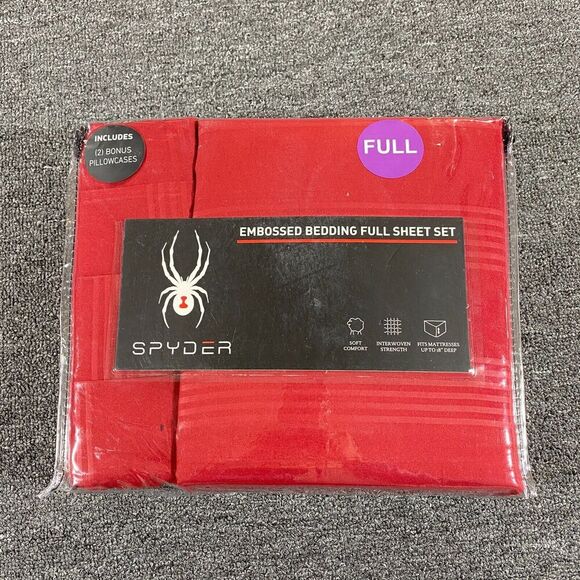 INCLUDES
(2) BONUS
PILLOWCASES
FULL
EMBOSSED BEDDING FULL SHEET SET
SPYDER
SOFT
COMFORT
INTERWOVEN
STRENGTH
FITS MATTRESSES
UP TO 18" DEEP